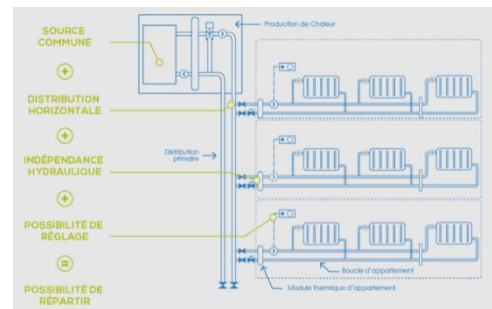 SOURCE
COMMUNE
+
DISTRIBUTION
HORIZONTALE
+
INDÉPENDANCE
HYDRAULIQUE
+
POSSIBILITÉ DE
RÉGLAGE
=
POSSIBILITÉ DE
RÉPARTIR
Production de Chaleur
Distribution
primaire
Boucle d'appartement
Module thermique d'appartement